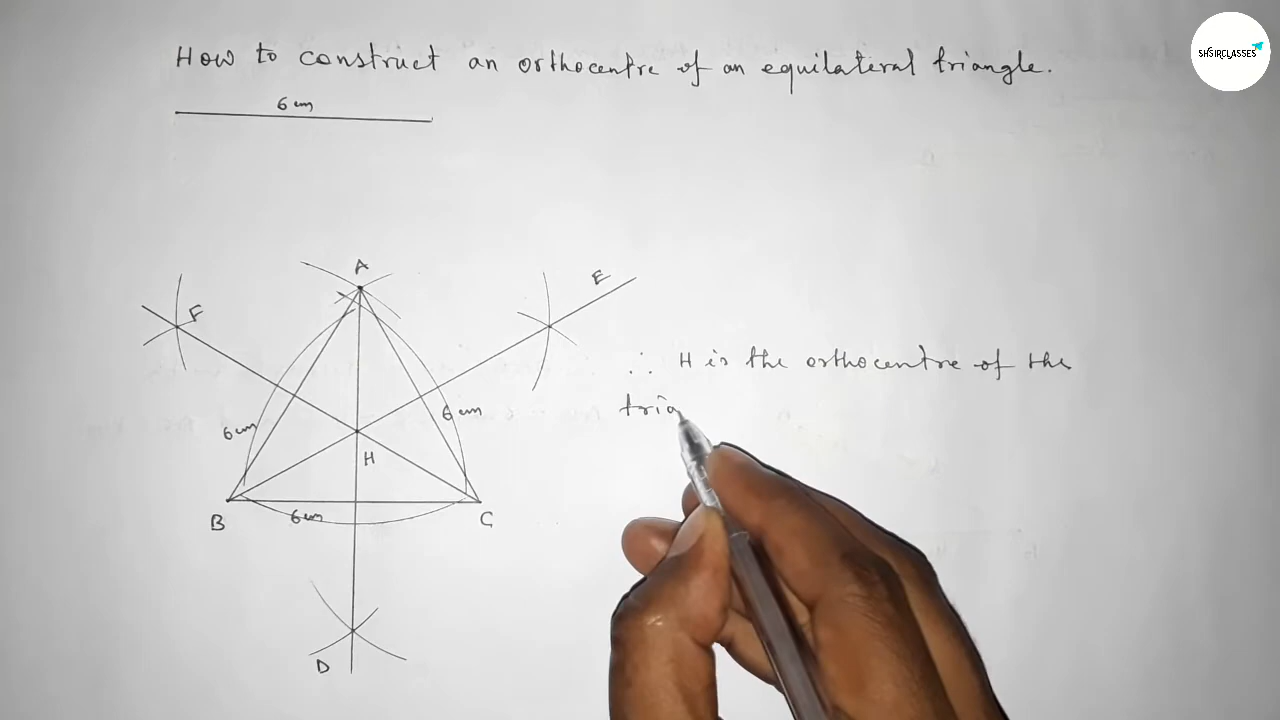 How to construct an orthocentre of an equilateral triangle.
SHSIRCLASSES
6 cm
A
F
E
∴ H is the orthocentre of the
tria
6 cm
6 cm
H
B
6 cm
C
D